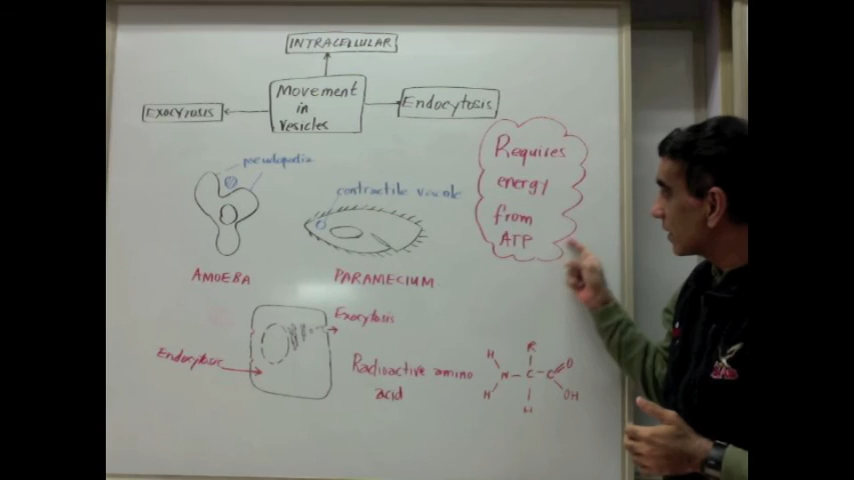 INTRACELLULAR
Movement
in
vesicles
EXOCYTOSIS
Endocytosis
Requires
energy
from
ATP
pseudopodia
contractile vacuole
AMOEBA
PARAMECIUM
Exocytosis
Endocytosis
Radioactive amino
acid
R
H
O
N - C - C
H
OH
H